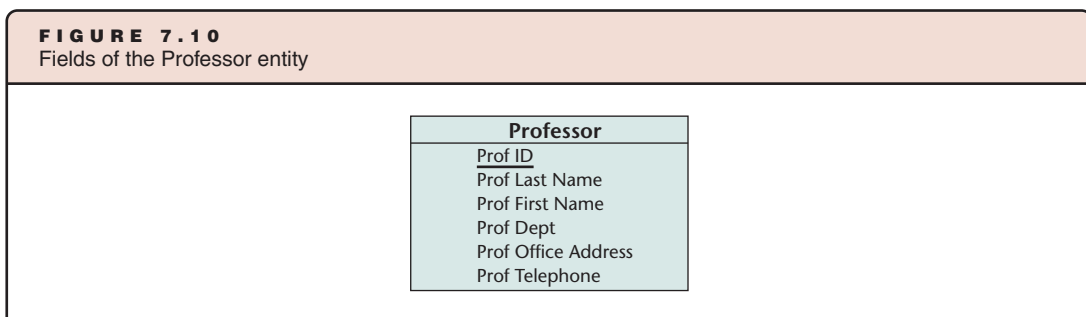 FIGURE 7.10
Fields of the Professor entity
Professor
Prof ID
Prof Last Name
Prof First Name
Prof Dept
Prof Office Address
Prof Telephone